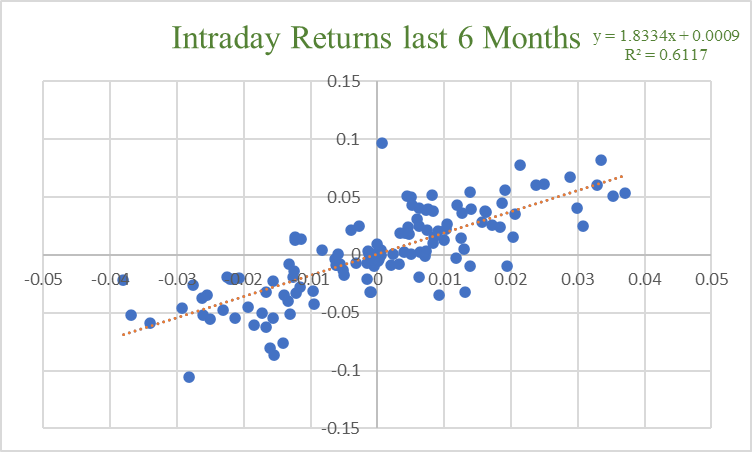 Intraday Returns last 6 Months
y = 1.8334x + 0.0009
R² = 0.6117
0.15
0.1
0.05
0
-0.05 -0.04 -0.03 -0.02 -0.01 0 0.01 0.02 0.03 0.04 0.05
-0.05
-0.1
-0.15